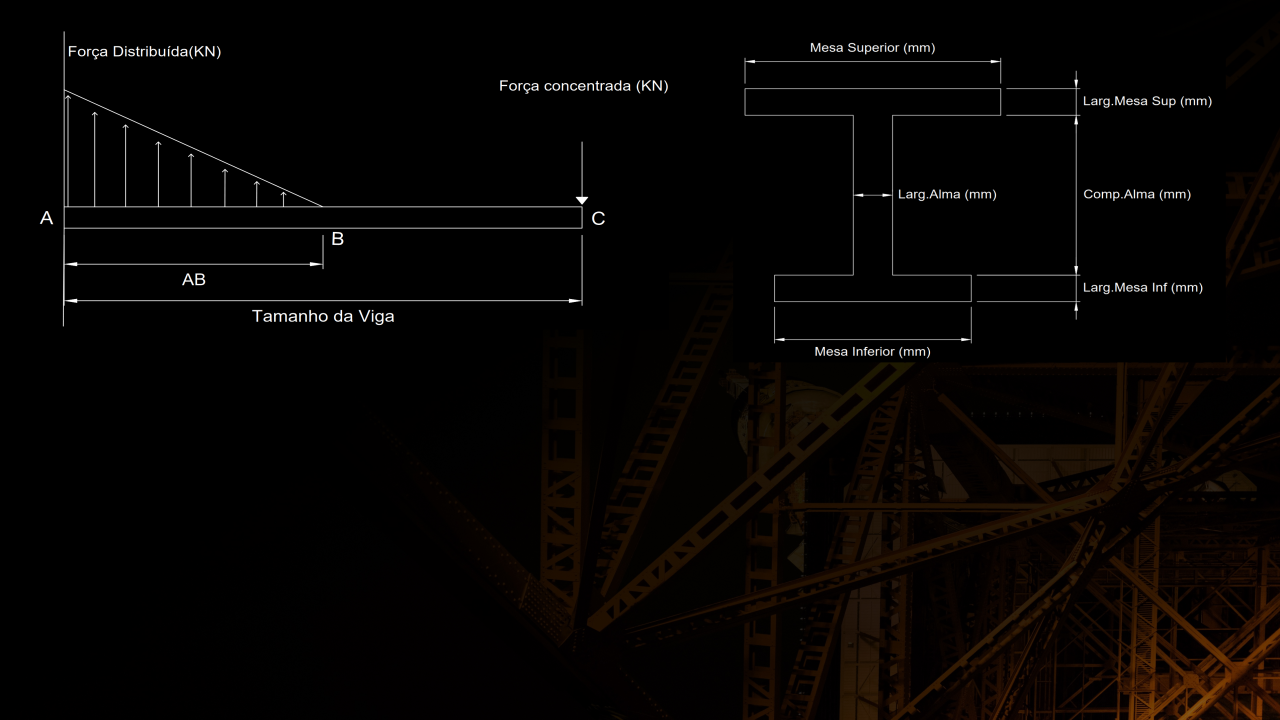 Força Distribuída(KN)
Força concentrada (KN)
A
B
C
AB
Tamanho da Viga
Mesa Superior (mm)
Larg.Mesa Sup (mm)
Larg.Alma (mm)
Comp.Alma (mm)
Larg.Mesa Inf (mm)
Mesa Inferior (mm)